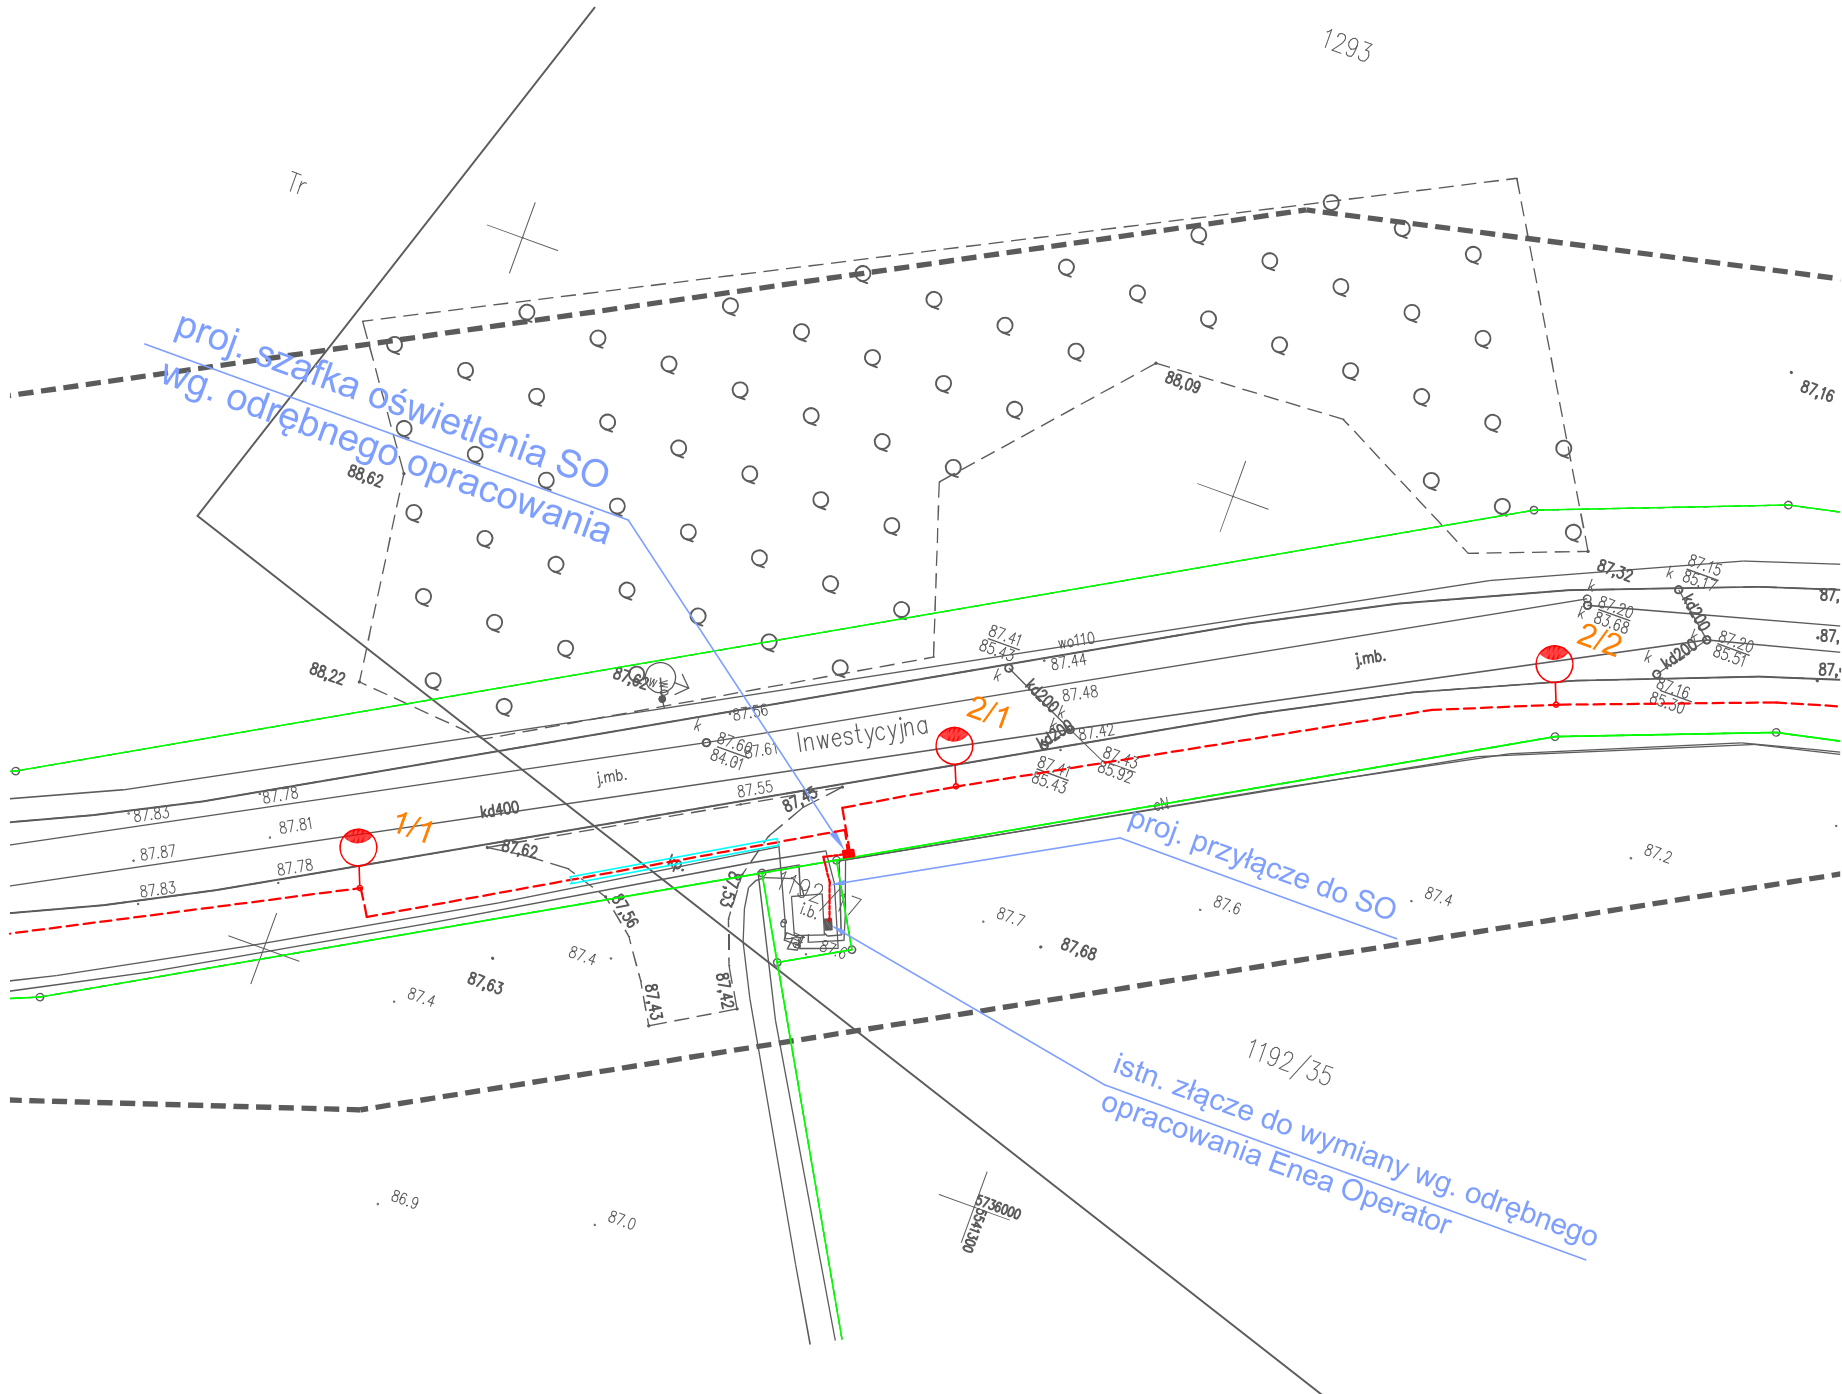 1293
Tr
proj. szafka oświetlenia SO
wg. odrębnego opracowania
88,09
87,16
88,62
88,22
87,62
87,32
k
87.15
85.17
kd200
87.20
83.68
k
2/2
87.20
85.51
kd200
k
87.16
85.30
j.mb.
87.41
85.43
k
wo110
87.44
87.48
kd200
k
87.42
kd200
87.43
85.92
87.41
85.43
2/1
Inwestycyjna
87.56
k
87.60
84.01
87.61
j.mb.
87.55
87,45
kd400
87.78
87.83
87.81
87.87
87.78
87.83
1/1
87,62
87,53
87,56
87.4
87,63
87.4
87,43
87,42
i.b.
e
eN
proj. przyłącze do SO
87.2
87.4
87.6
87.7
87,68
1192/35
istn. złącze do wymiany wg. odrębnego
opracowania Enea Operator
86.9
87.0
5736000
5541300